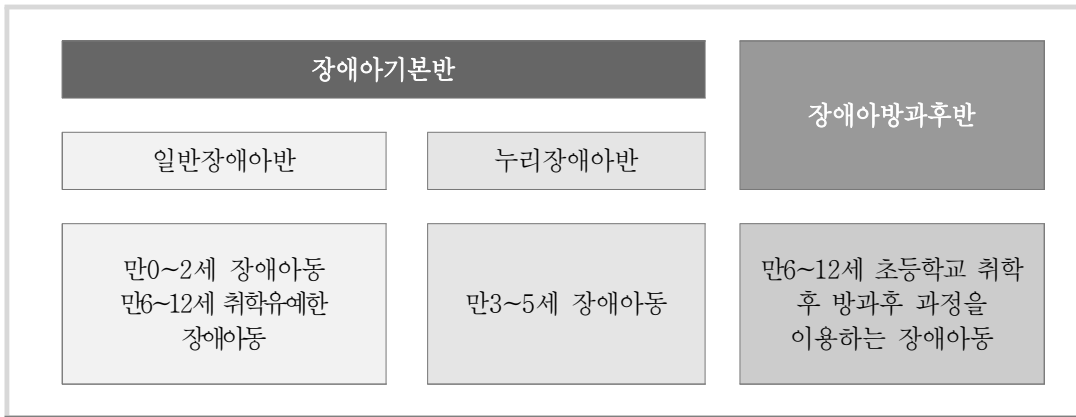 장애아기본반
장애아방과후반
일반장애아반
누리장애아반
만0~2세 장애아동
만6~12세 취학유예한
장애아동
만3~5세 장애아동
만6~12세 초등학교 취학
후 방과후 과정을
이용하는 장애아동